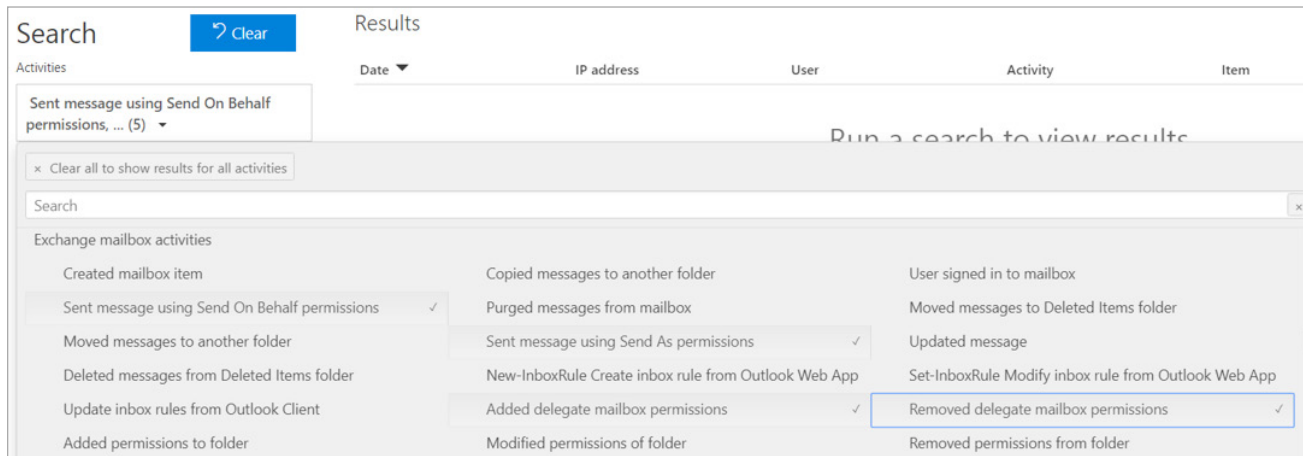 Search
Clear
Results
Activities
Date
IP address
User
Activity
Item
Sent message using Send On Behalf
permissions, ... (5)
Run a search to view results
× Clear all to show results for all activities
Search
×
Exchange mailbox activities
Created mailbox item
Copied messages to another folder
User signed in to mailbox
Sent message using Send On Behalf permissions ✓
Purged messages from mailbox
Moved messages to Deleted Items folder
Moved messages to another folder
Sent message using Send As permissions ✓
Updated message
Deleted messages from Deleted Items folder
New-InboxRule Create inbox rule from Outlook Web App
Set-InboxRule Modify inbox rule from Outlook Web App
Update inbox rules from Outlook Client
Added delegate mailbox permissions ✓
Removed delegate mailbox permissions ✓
Added permissions to folder
Modified permissions of folder
Removed permissions from folder